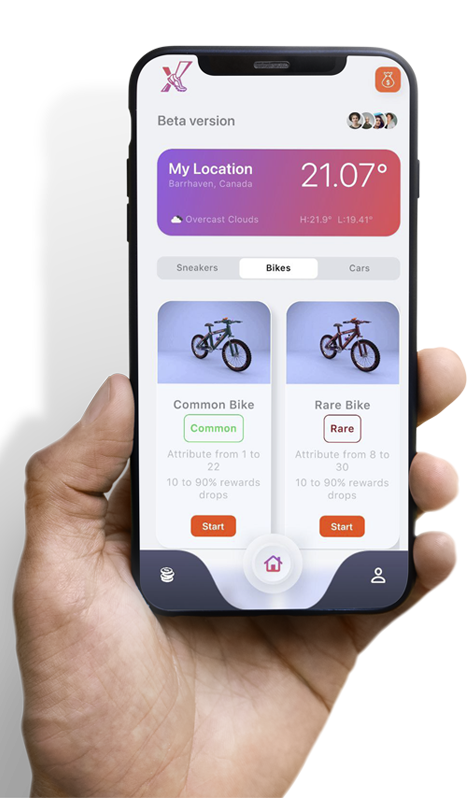 Beta version
My Location
21.07°
Barrhaven, Canada
Overcast Clouds
H:21.9° L:19.41°
Sneakers
Bikes
Cars
Common Bike
Common
Attribute from 1 to
22
10 to 90% rewards
drops
Start
Rare Bike
Rare
Attribute from 8 to
30
10 to 90% rewards
drops
Start